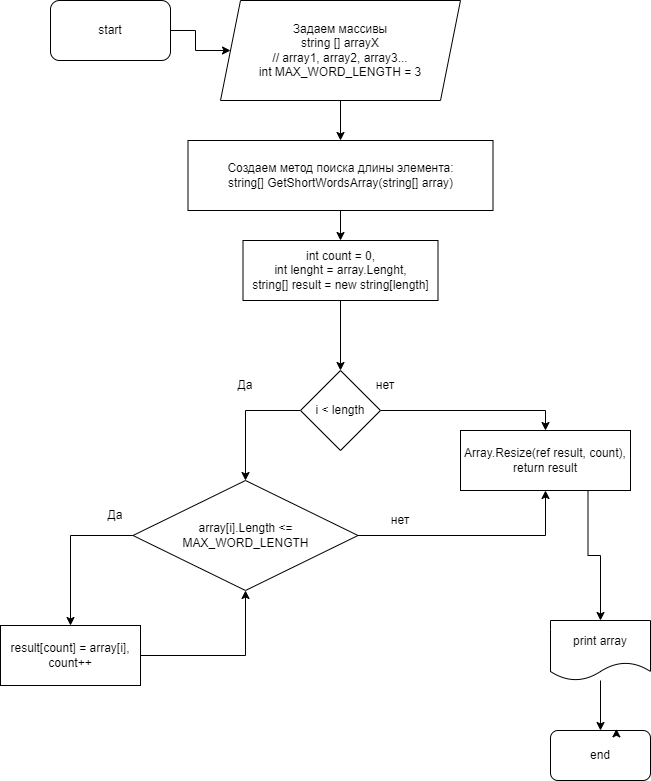 start
Задаем массивы
string [] arrayX
// array1, array2, array3...
int MAX_WORD_LENGTH = 3
Создаем метод поиска длины элемента:
string[] GetShortWordsArray(string[] array)
int count = 0,
int lenght = array.Lenght,
string[] result = new string[length]
Да
нет
i < length
Array.Resize(ref result, count),
return result
Да
array[i].Length <=
MAX_WORD_LENGTH
нет
result[count] = array[i],
count++
print array
end